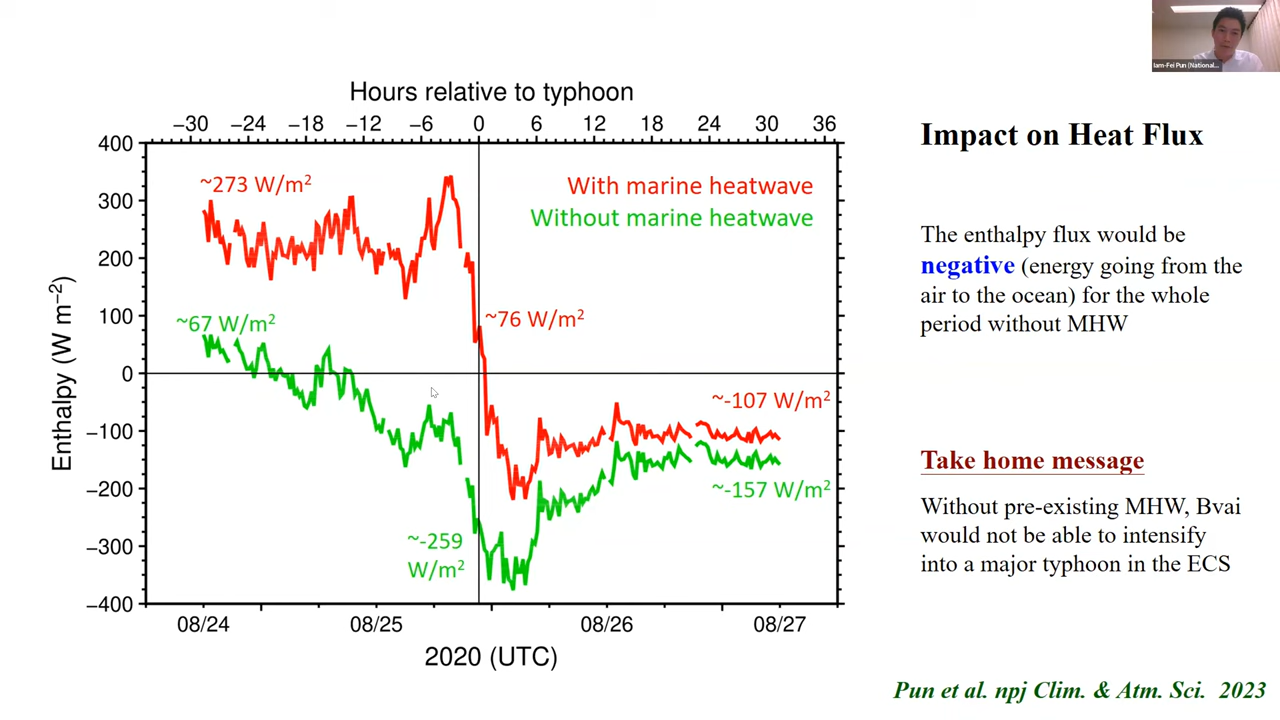 Iam-Fei Pun (National...
Hours relative to typhoon
−30 −24 −18 −12 −6 0 6 12 18 24 30 36
400
300
200
100
0
−100
−200
−300
−400
Enthalpy (W m−2)
~273 W/m2
With marine heatwave
Without marine heatwave
~67 W/m2
~76 W/m2
~-107 W/m2
~-157 W/m2
~-259
W/m2
08/24 08/25 08/26 08/27
2020 (UTC)
Impact on Heat Flux
The enthalpy flux would be
negative (energy going from the
air to the ocean) for the whole
period without MHW
Take home message
Without pre-existing MHW, Bvai
would not be able to intensify
into a major typhoon in the ECS
Pun et al. npj Clim. & Atm. Sci. 2023